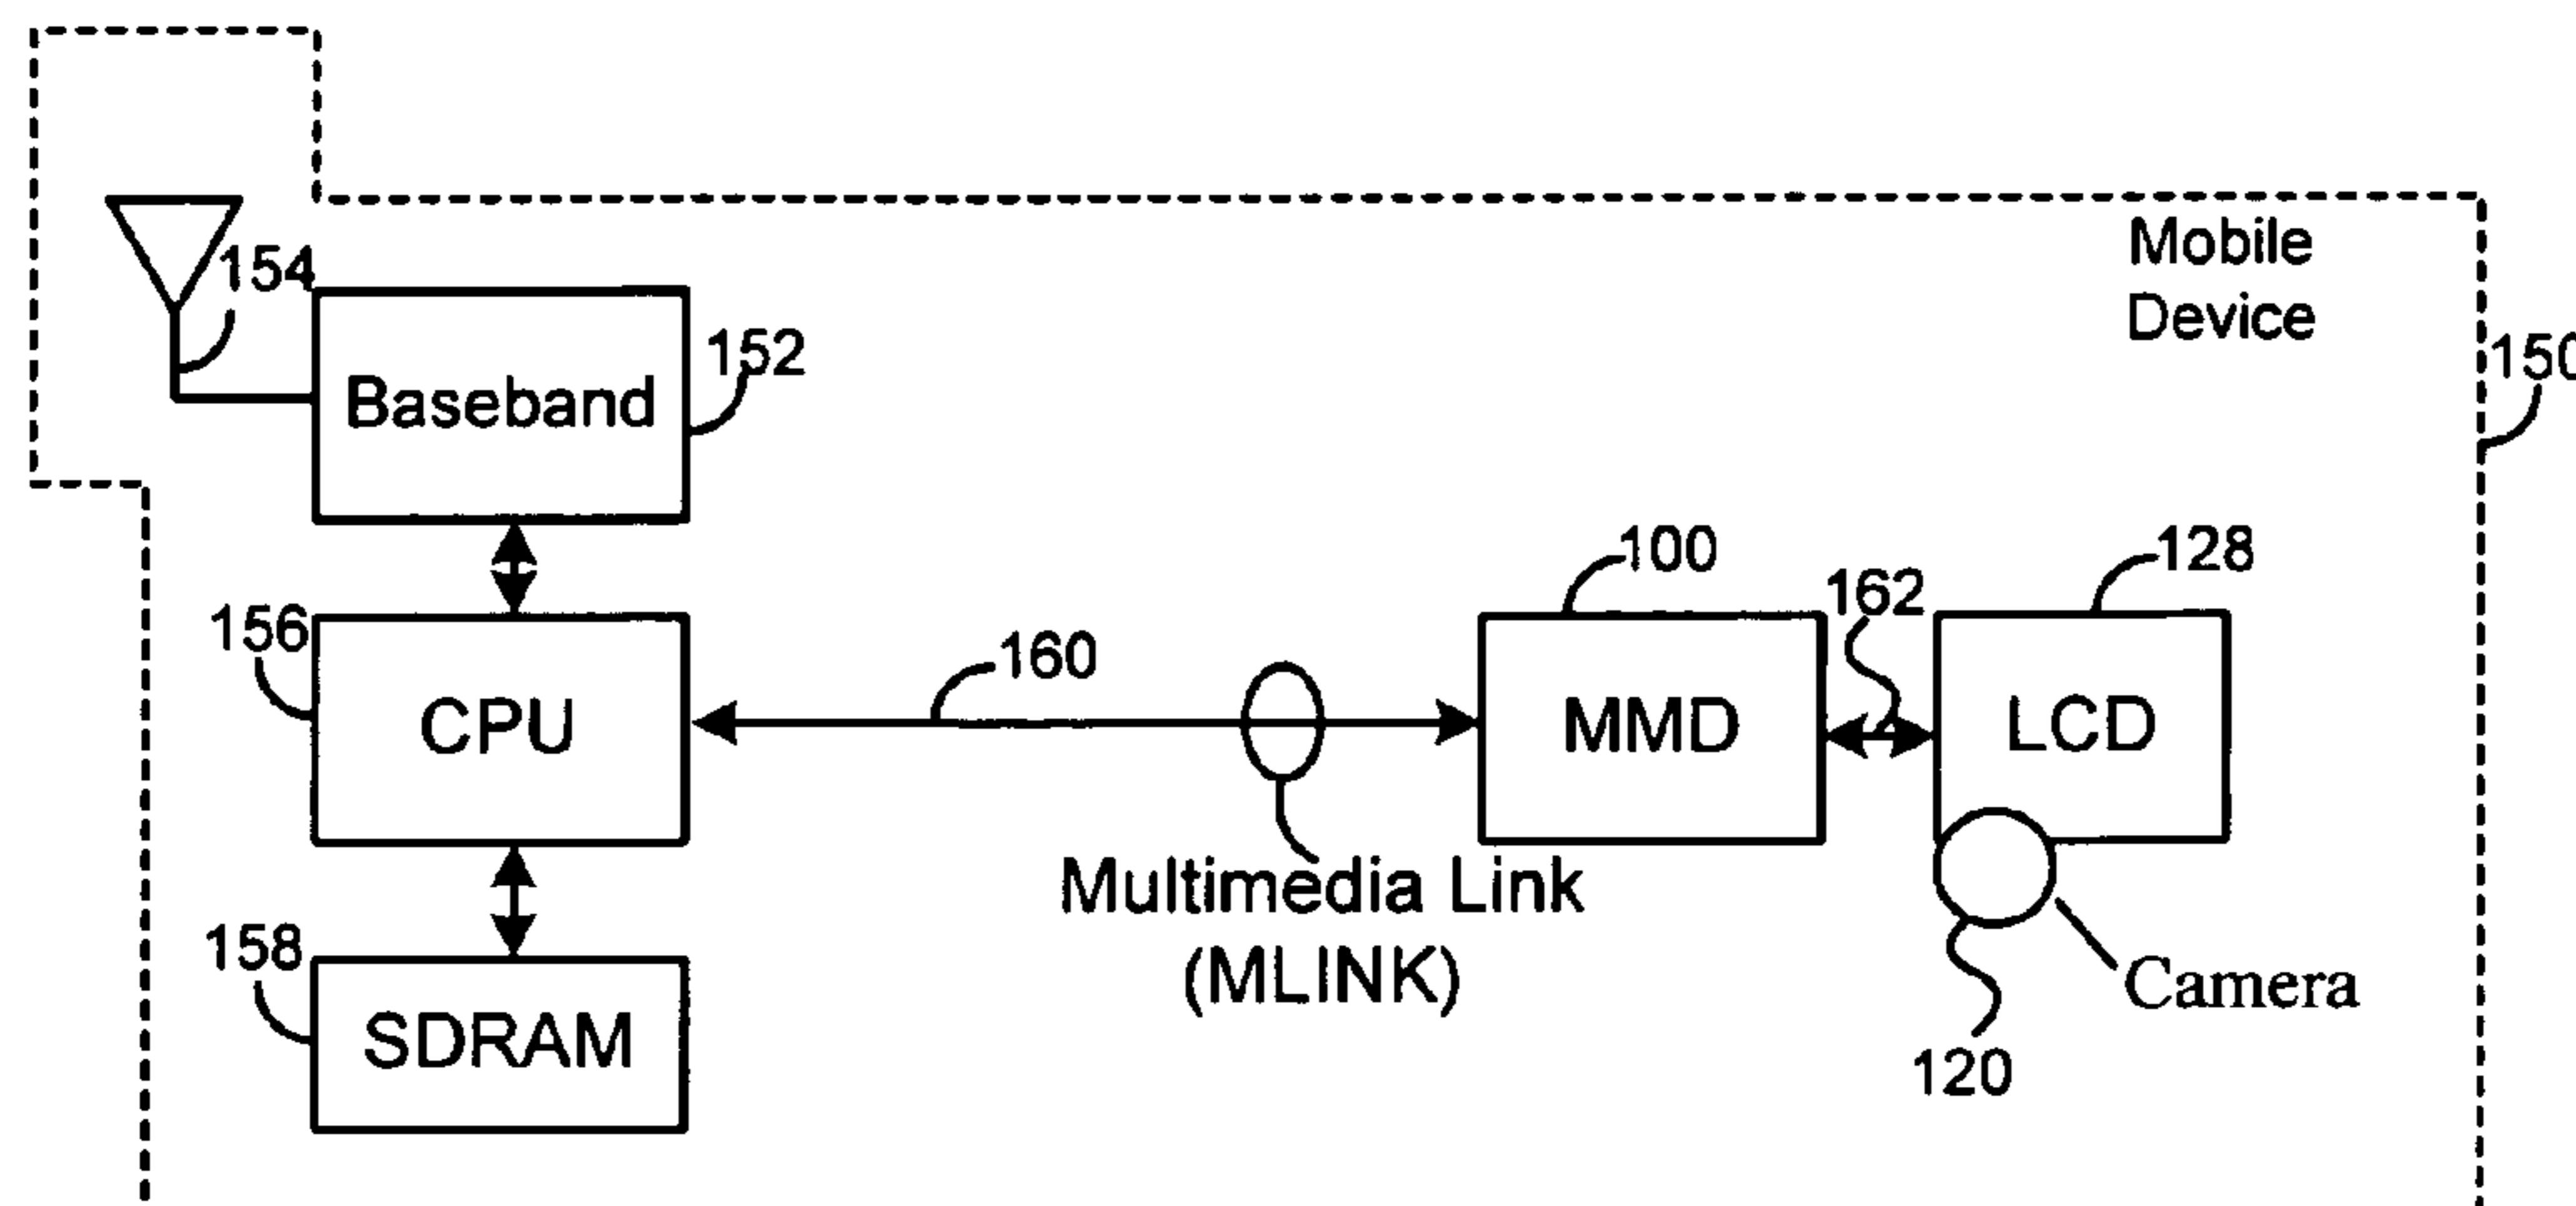 Mobile
Device
154
152
150
Baseband
100
128
162
156
160
CPU
MMD
LCD
Multimedia Link
(MLINK)
158
Camera
SDRAM
120